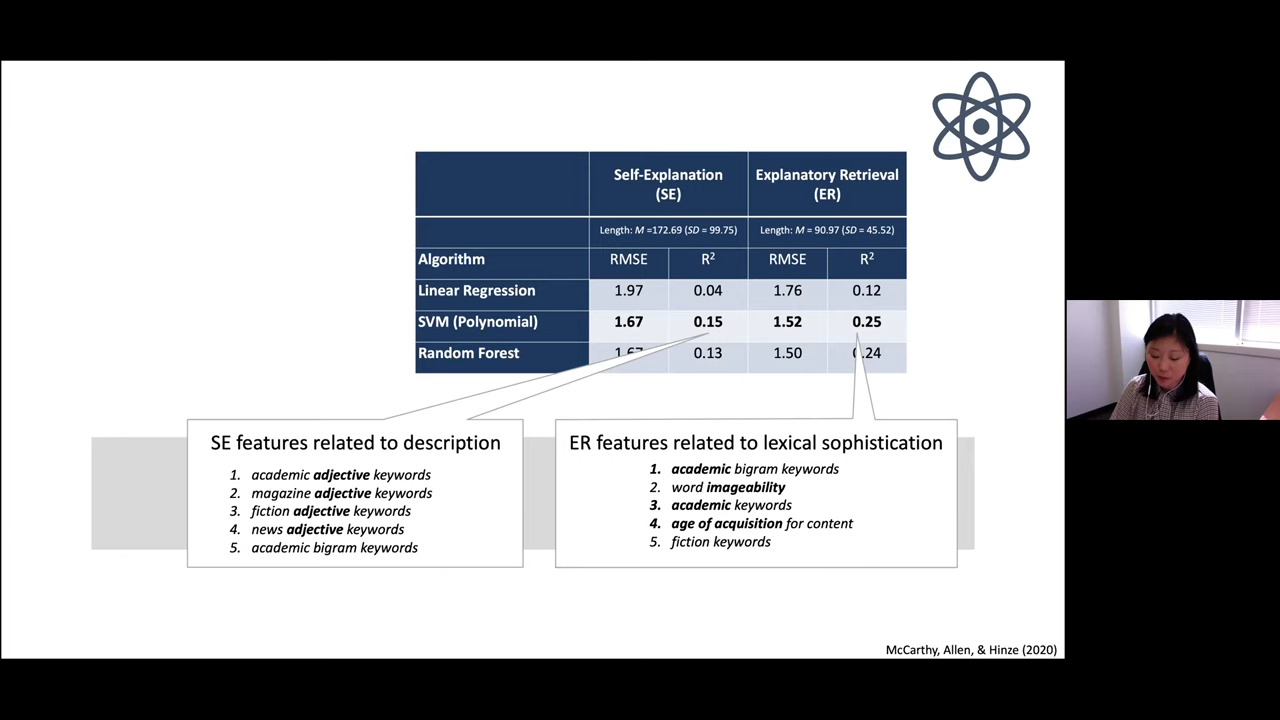 Self-Explanation (SE)
Explanatory Retrieval (ER)
Length: M =172.69 (SD = 99.75)
Length: M = 90.97 (SD = 45.52)
Algorithm RMSE R² RMSE R²
Linear Regression 1.97 0.04 1.76 0.12
SVM (Polynomial) 1.67 0.15 1.52 0.25
Random Forest 1.67 0.13 1.50 0.24
SE features related to description
1. academic adjective keywords
2. magazine adjective keywords
3. fiction adjective keywords
4. news adjective keywords
5. academic bigram keywords
ER features related to lexical sophistication
1. academic bigram keywords
2. word imageability
3. academic keywords
4. age of acquisition for content
5. fiction keywords
McCarthy, Allen, & Hinze (2020)